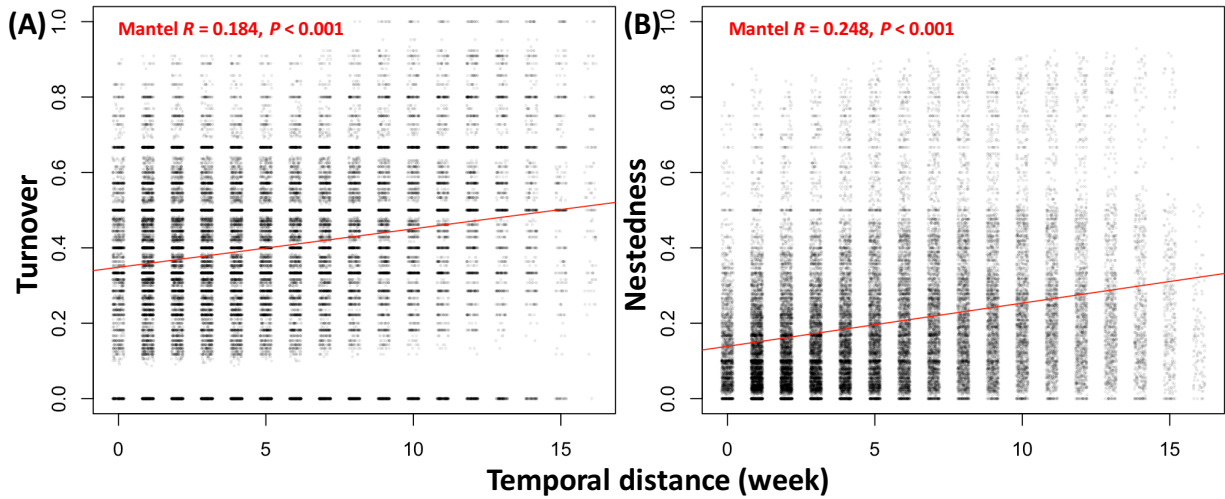 (A)
Mantel R = 0.184, P < 0.001
Turnover
0.0 0.2 0.4 0.6 0.8 1.0
0 5 10 15
(B)
Mantel R = 0.248, P < 0.001
Nestedness
0.0 0.2 0.4 0.6 0.8 1.0
0 5 10 15
Temporal distance (week)